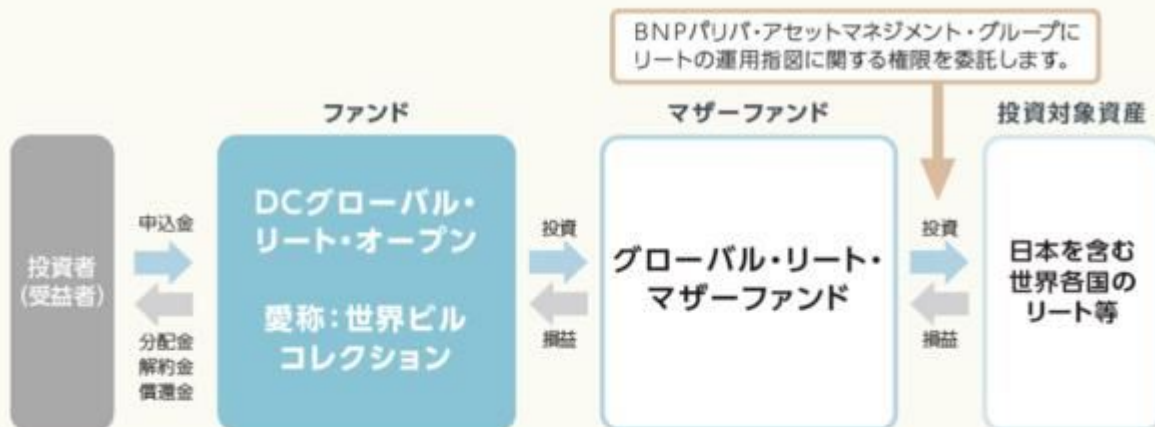 BNPパリバ・アセットマネジメント・グループに
リートの運用指図に関する権限を委託します。
ファンド
マザーファンド
投資対象資産
投資者
(受益者)
申込金
分配金
解約金
償還金
DCグローバル・
リート・オープン
愛称:世界ビル
コレクション
投資
損益
グローバル・リート・
マザーファンド
投資
損益
日本を含む
世界各国の
リート等